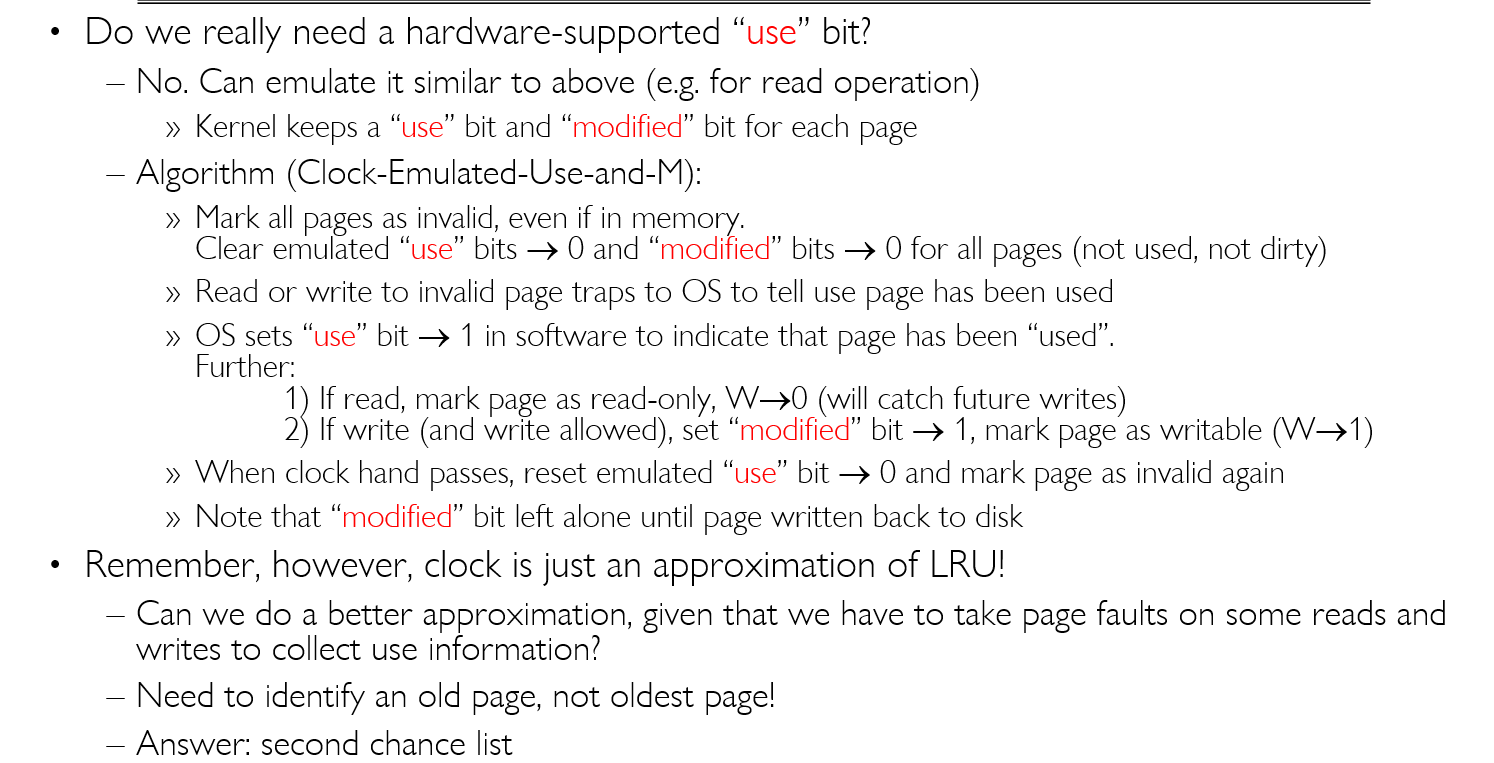 • Do we really need a hardware-supported “use” bit?
– No. Can emulate it similar to above (e.g. for read operation)
» Kernel keeps a “use” bit and “modified” bit for each page
– Algorithm (Clock-Emulated-Use-and-M):
» Mark all pages as invalid, even if in memory.
Clear emulated “use” bits → 0 and “modified” bits → 0 for all pages (not used, not dirty)
» Read or write to invalid page traps to OS to tell use page has been used
» OS sets “use” bit → 1 in software to indicate that page has been “used”.
Further:
1) If read, mark page as read-only, W→0 (will catch future writes)
2) If write (and write allowed), set “modified” bit → 1, mark page as writable (W→1)
» When clock hand passes, reset emulated “use” bit → 0 and mark page as invalid again
» Note that “modified” bit left alone until page written back to disk
• Remember, however, clock is just an approximation of LRU!
– Can we do a better approximation, given that we have to take page faults on some reads and
writes to collect use information?
– Need to identify an old page, not oldest page!
– Answer: second chance list